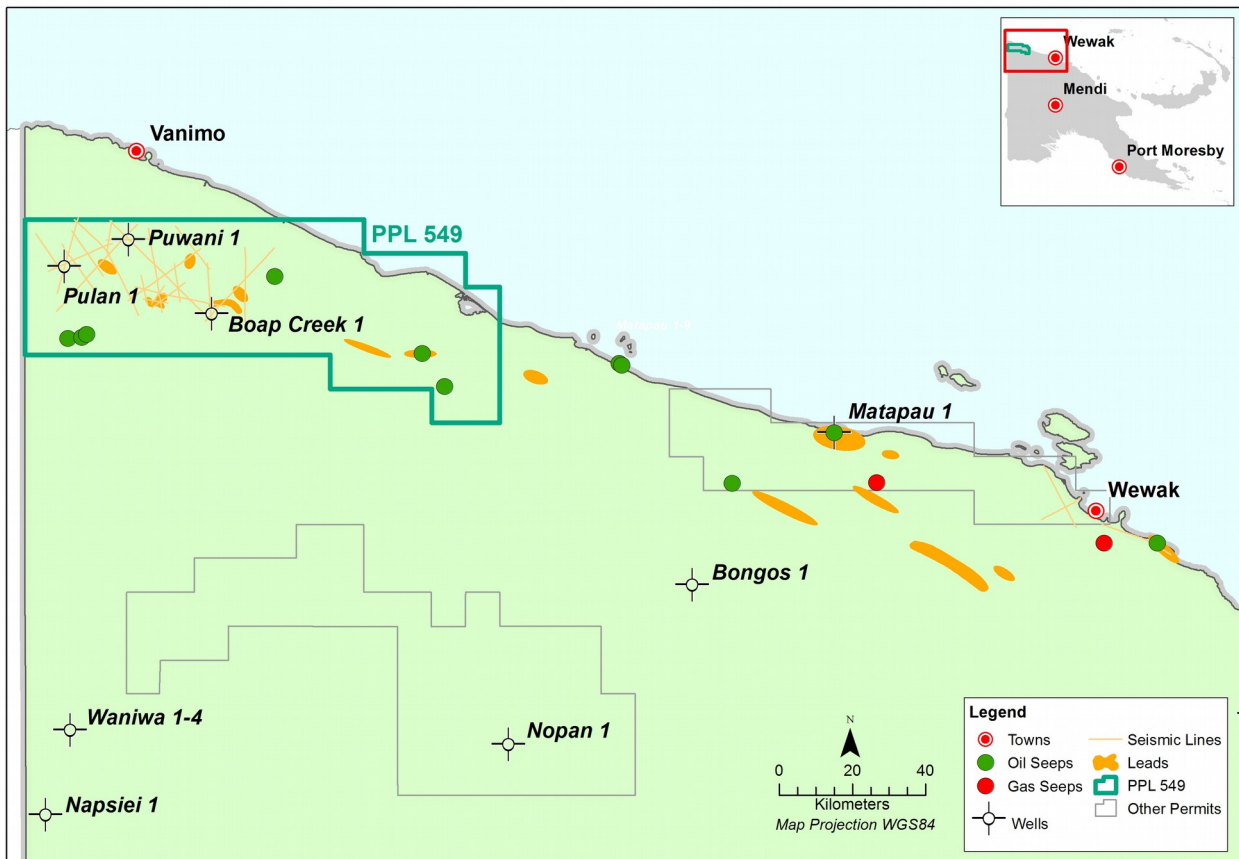 Wewak
Mendi
Port Moresby
Vanimo
PPL 549
Puwani 1
Pulan 1
Boap Creek 1
Matapau 1
Wewak
Bongos 1
Waniwa 1-4
Nopan 1
Napsiei 1
N
0 20 40
Kilometers
Map Projection WGS84
Legend
Towns
Seismic Lines
Oil Seeps
Leads
Gas Seeps
PPL 549
Wells
Other Permits